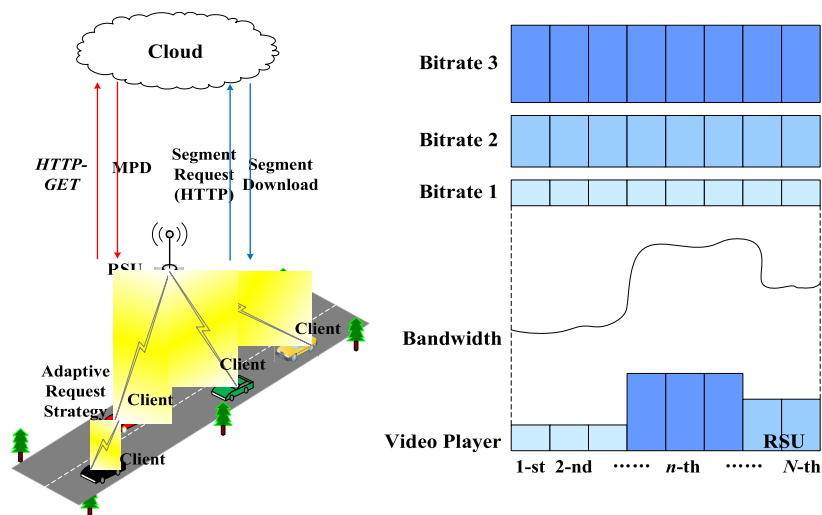 Cloud
HTTP-
GET
MPD
Segment
Request
(HTTP)
Segment
Download
RSU
Client
Client
Client
Client
Adaptive
Request
Strategy
Bitrate 3
Bitrate 2
Bitrate 1
Bandwidth
Video Player
RSU
1-st 2-nd ······ n-th ······ N-th